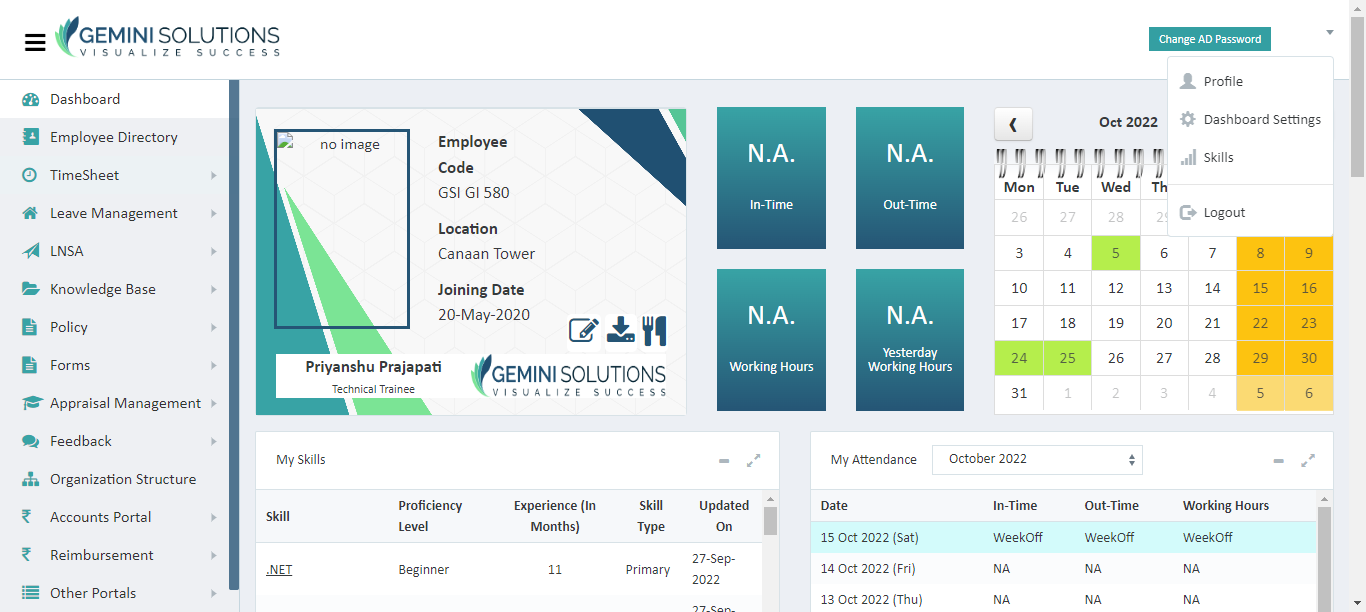 GEMINI SOLUTIONS
VISUALIZE SUCCESS
Change AD Password
Profile
Dashboard Settings
Skills
Logout
Dashboard
Employee Directory
TimeSheet
Leave Management
LNSA
Knowledge Base
Policy
Forms
Appraisal Management
Feedback
Organization Structure
Accounts Portal
Reimbursement
Other Portals
no image
Employee
Code
GSI GI 580
Location
Canaan Tower
Joining Date
20-May-2020
Priyanshu Prajapati
Technical Trainee
GEMINI SOLUTIONS
VISUALIZE SUCCESS
N.A.
In-Time
N.A.
Out-Time
N.A.
Working Hours
N.A.
Yesterday
Working Hours
Oct 2022
Mon Tue Wed Th
26 27 28 29
3 4 5 6 7 8 9
10 11 12 13 14 15 16
17 18 19 20 21 22 23
24 25 26 27 28 29 30
31 1 2 3 4 5 6
My Skills
Skill Proficiency Level Experience (In Months) Skill Type Updated On
.NET Beginner 11 Primary 27-Sep-2022
27-Sep-
My Attendance October 2022
Date In-Time Out-Time Working Hours
15 Oct 2022 (Sat) WeekOff WeekOff WeekOff
14 Oct 2022 (Fri) NA NA NA
13 Oct 2022 (Thu) NA NA NA